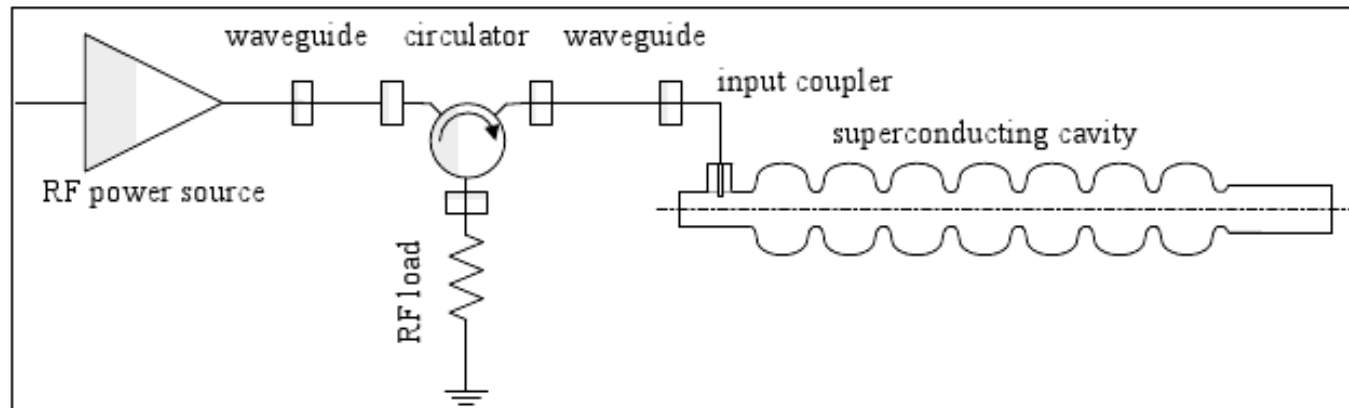 waveguide circulator waveguide
input coupler
superconducting cavity
RF power source
RF load